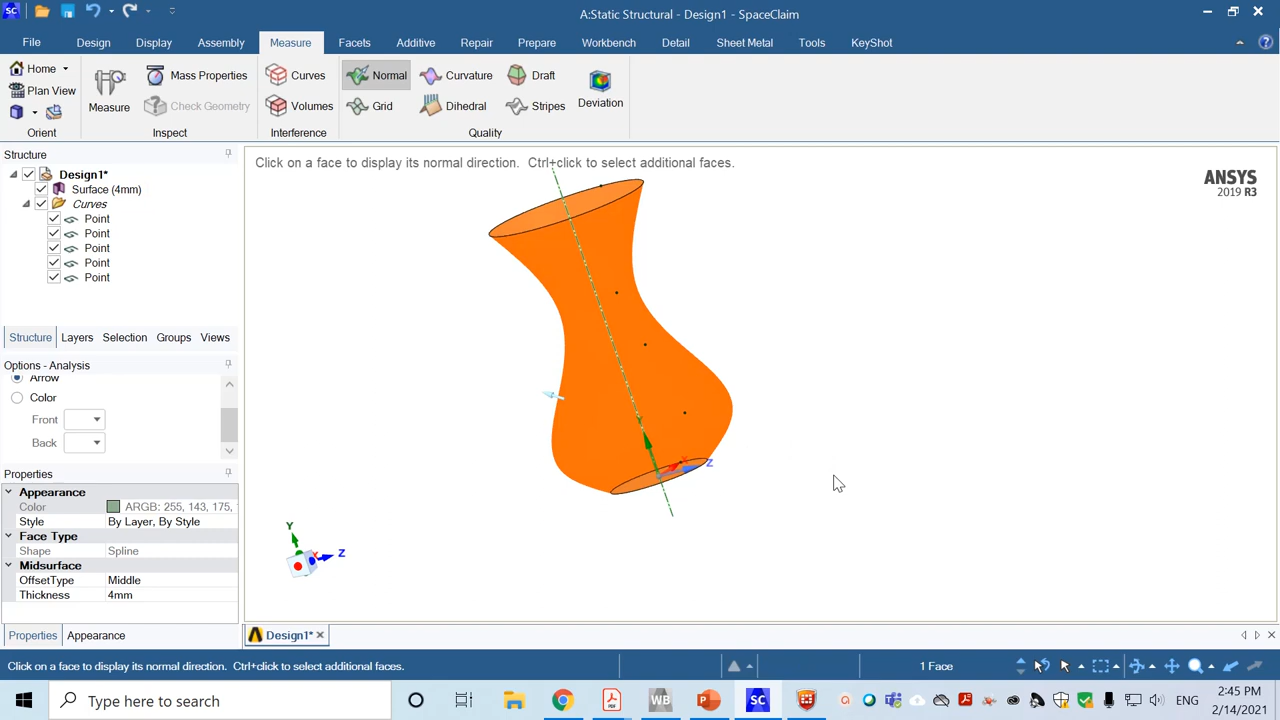 SC
A:Static Structural - Design1 - SpaceClaim
File Design Display Assembly Measure Facets Additive Repair Prepare Workbench Detail Sheet Metal Tools KeyShot
Home
Plan View
Orient
Measure
Mass Properties
Check Geometry
Inspect
Curves
Volumes
Interference
Normal Curvature Draft
Grid Dihedral Stripes
Deviation
Quality
Structure
Design1*
Surface (4mm)
Curves
Point
Point
Point
Point
Point
Structure Layers Selection Groups Views
Options - Analysis
Arrow
Color
Front
Back
Properties
Appearance
Color ARGB: 255, 143, 175,
Style By Layer, By Style
Face Type
Shape Spline
Midsurface
OffsetType Middle
Thickness 4mm
Properties Appearance
Click on a face to display its normal direction.  Ctrl+click to select additional faces.
ANSYS
2019 R3
Y
X
Z
Y
X
Z
Design1*
Click on a face to display its normal direction.  Ctrl+click to select additional faces.
1 Face
Type here to search
WB
SC
ENG
2:45 PM
2/14/2021